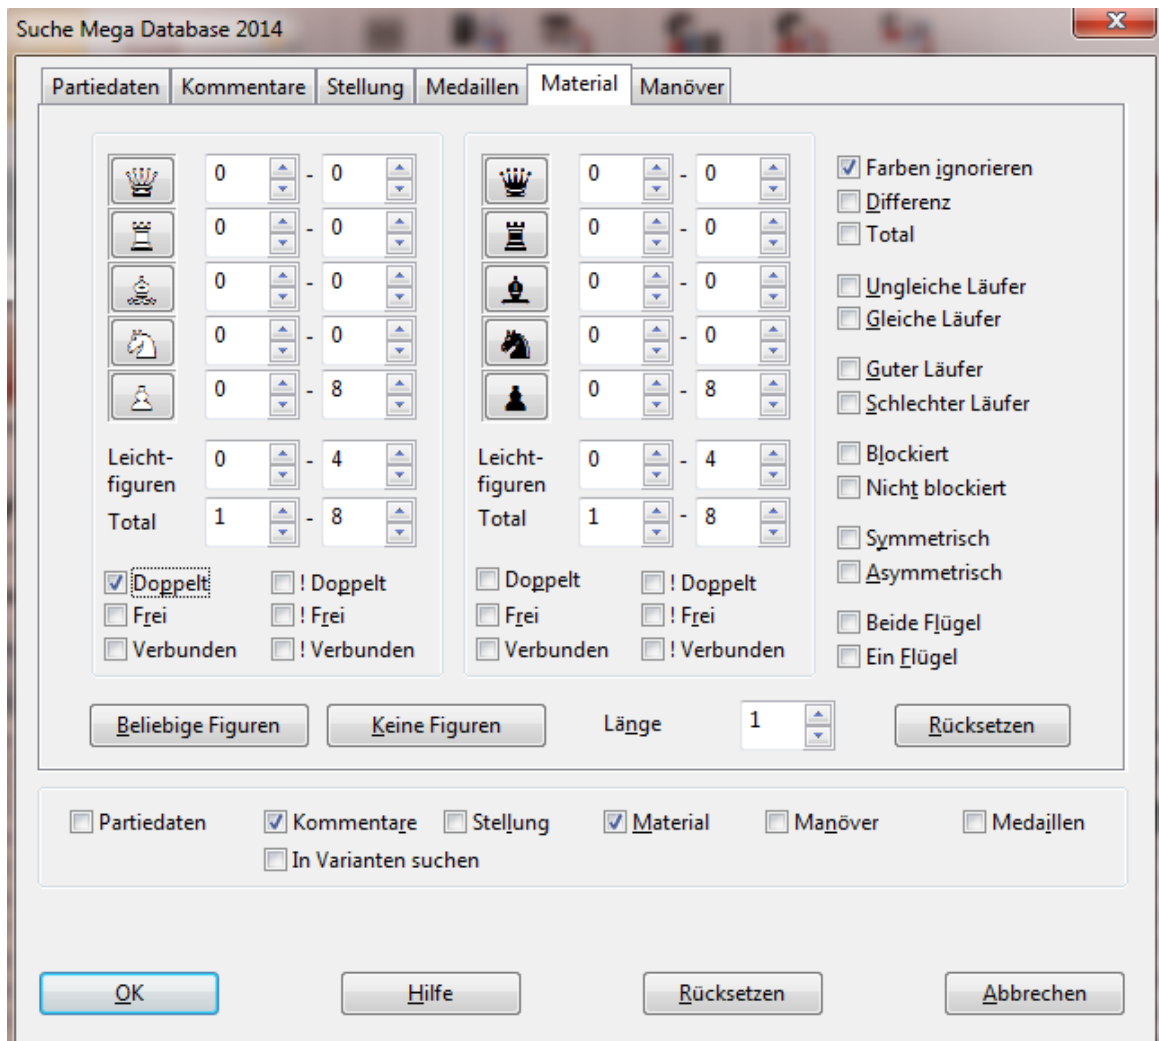 Suche Mega Database 2014
Partiedaten Kommentare Stellung Medaillen Material Manöver
0 - 0 0 - 0 Farben ignorieren
Differenz
0 - 0 0 - 0 Total
0 - 0 0 - 0 Ungleiche Läufer
Gleiche Läufer
0 - 0 0 - 0
0 - 8 0 - 8 Guter Läufer
Schlechter Läufer
Leicht- 0 - 4 Leicht- 0 - 4 Blockiert
figuren figuren Nicht blockiert
Total 1 - 8 Total 1 - 8
Symmetrisch
Doppelt ! Doppelt Doppelt ! Doppelt Asymmetrisch
Frei ! Frei Frei ! Frei Beide Flügel
Verbunden ! Verbunden Verbunden ! Verbunden Ein Flügel
Beliebige Figuren Keine Figuren Länge 1 Rücksetzen
Partiedaten Kommentare Stellung Material Manöver Medaillen
In Varianten suchen
OK Hilfe Rücksetzen Abbrechen